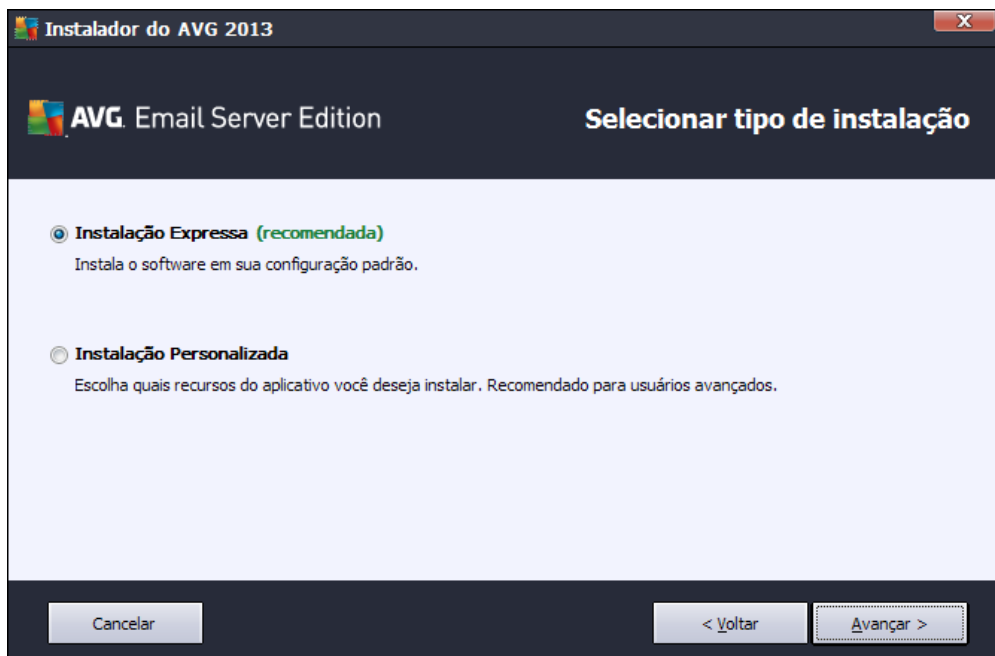 Instalador do AVG 2013
X
AVG. Email Server Edition
Selecionar tipo de instalação
Instalação Expressa (recomendada)
Instala o software em sua configuração padrão.
Instalação Personalizada
Escolha quais recursos do aplicativo você deseja instalar. Recomendado para usuários avançados.
Cancelar
< Voltar
Avançar >